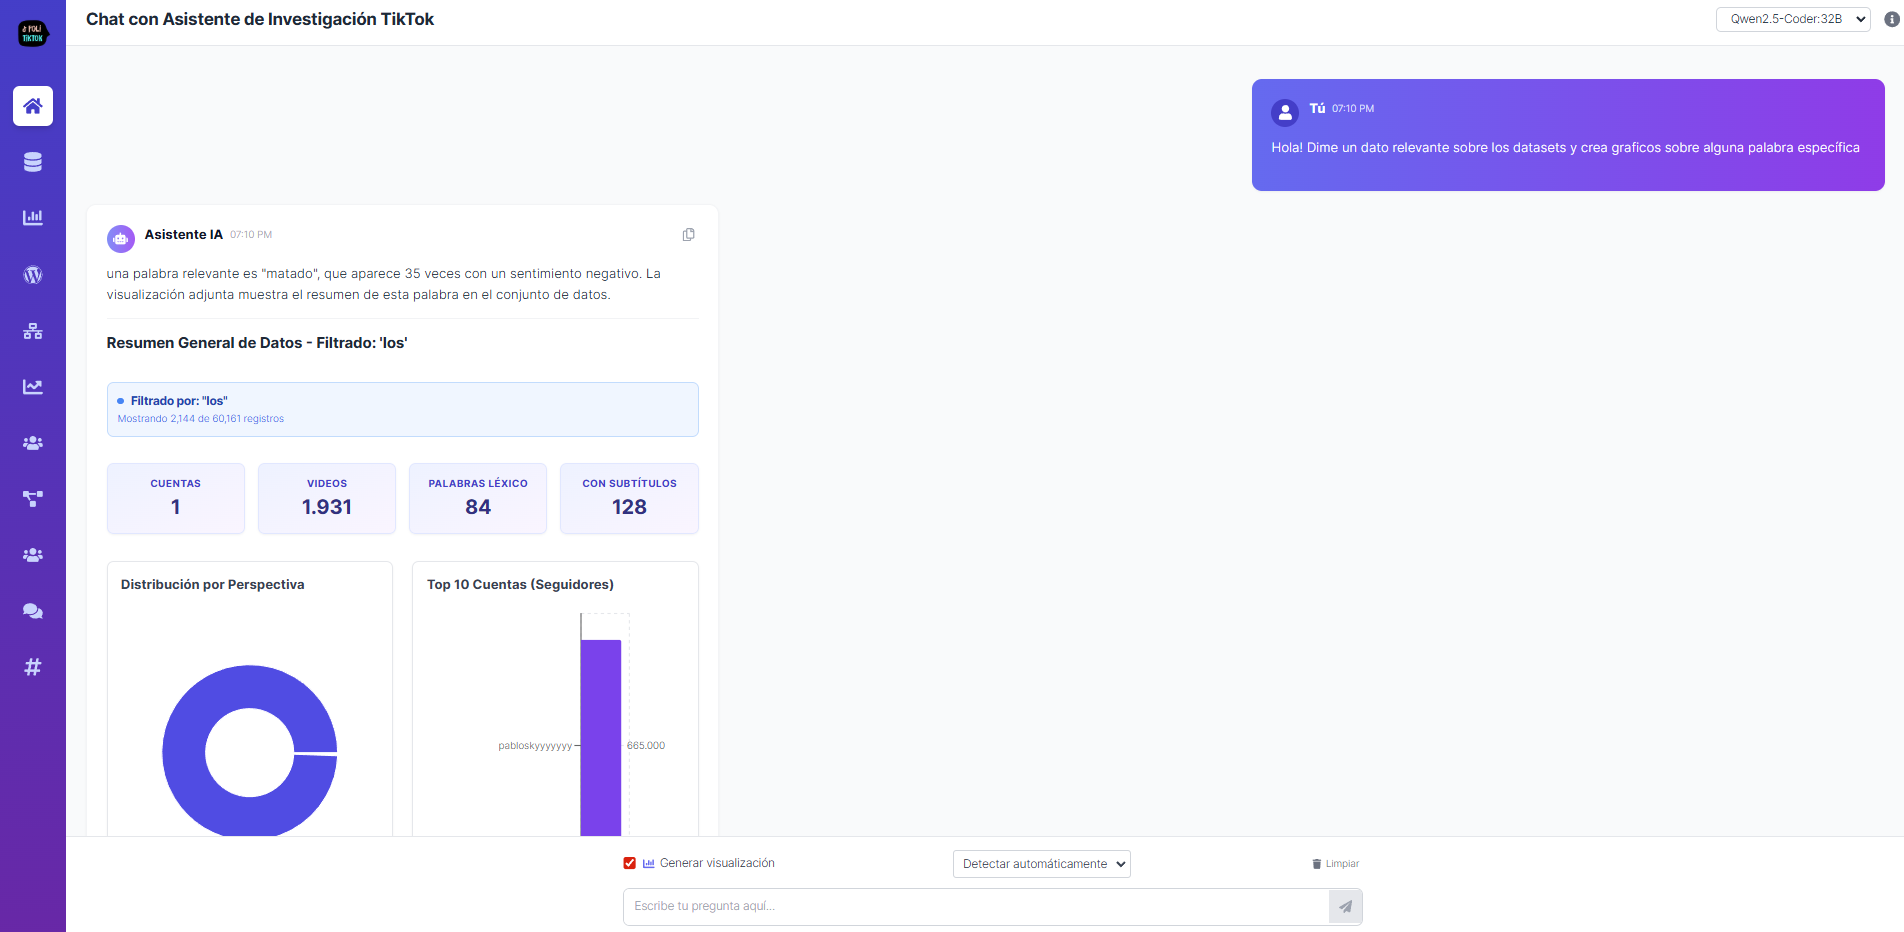 POLI
TIKTOK
Chat con Asistente de Investigación TikTok
Qwen2.5-Coder:32B
Tú 07:10 PM
Hola! Dime un dato relevante sobre los datasets y crea graficos sobre alguna palabra específica
Asistente IA 07:10 PM
una palabra relevante es "matado", que aparece 35 veces con un sentimiento negativo. La
visualización adjunta muestra el resumen de esta palabra en el conjunto de datos.
Resumen General de Datos - Filtrado: 'los'
Filtrado por: "los"
Mostrando 2,144 de 60,161 registros
CUENTAS
1
VIDEOS
1.931
PALABRAS LÉXICO
84
CON SUBTÍTULOS
128
Distribución por Perspectiva
Top 10 Cuentas (Seguidores)
pabloskyyyyyyy
665.000
Generar visualización
Detectar automáticamente
Limpiar
Escribe tu pregunta aquí...